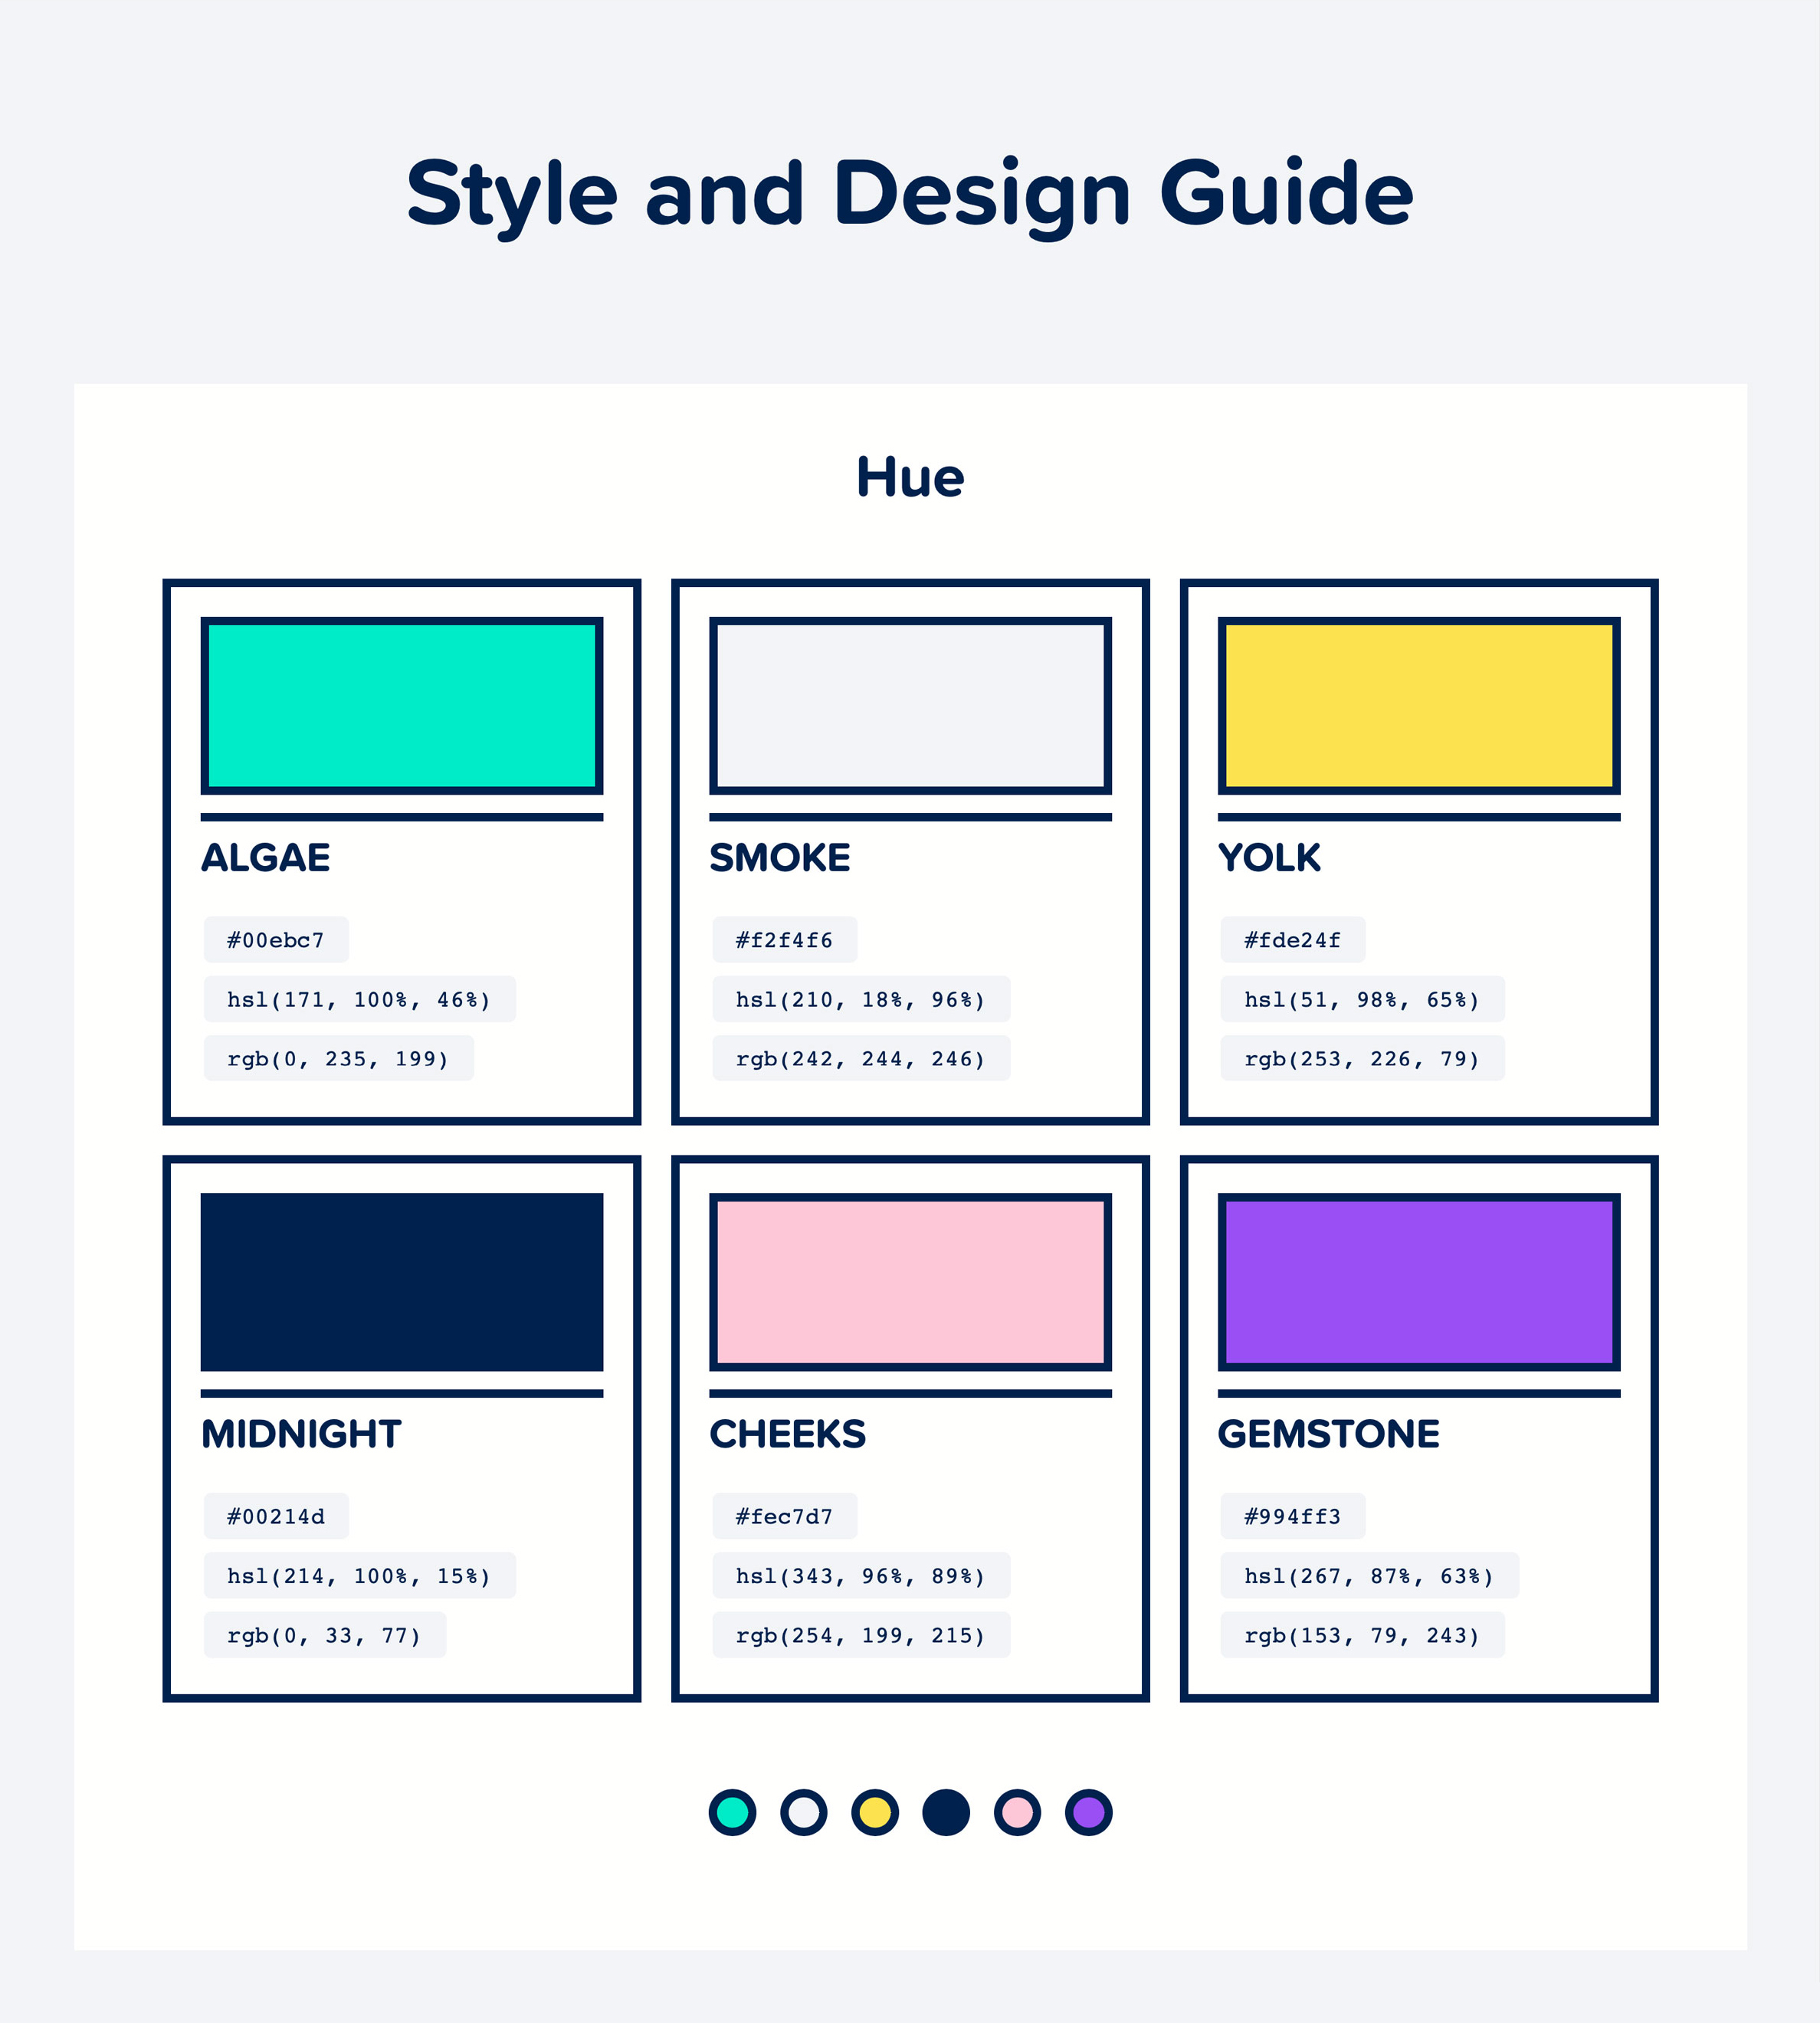 Style and Design Guide
Hue
ALGAE
#00ebc7
hsl(171, 100%, 46%)
rgb(0, 235, 199)
SMOKE
#f2f4f6
hsl(210, 18%, 96%)
rgb(242, 244, 246)
YOLK
#fde24f
hsl(51, 98%, 65%)
rgb(253, 226, 79)
MIDNIGHT
#00214d
hsl(214, 100%, 15%)
rgb(0, 33, 77)
CHEEKS
#fec7d7
hsl(343, 96%, 89%)
rgb(254, 199, 215)
GEMSTONE
#994ff3
hsl(267, 87%, 63%)
rgb(153, 79, 243)